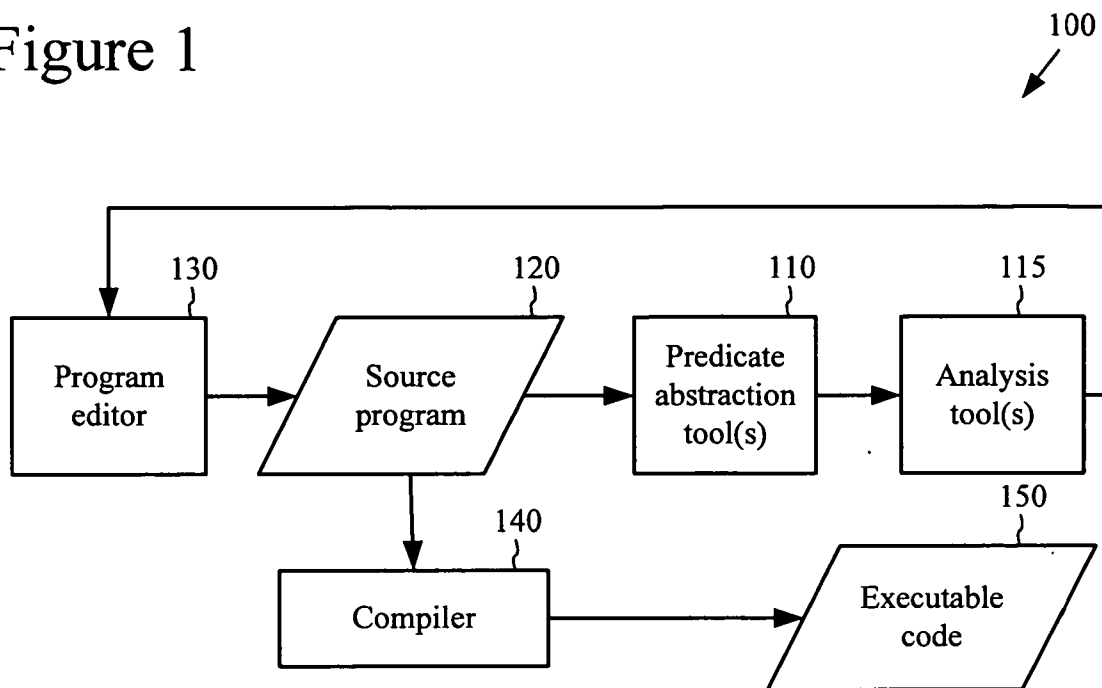 Figure 1
100
130
120
110
115
Program
editor
Source
program
Predicate
abstraction
tool(s)
Analysis
tool(s)
140
150
Compiler
Executable
code